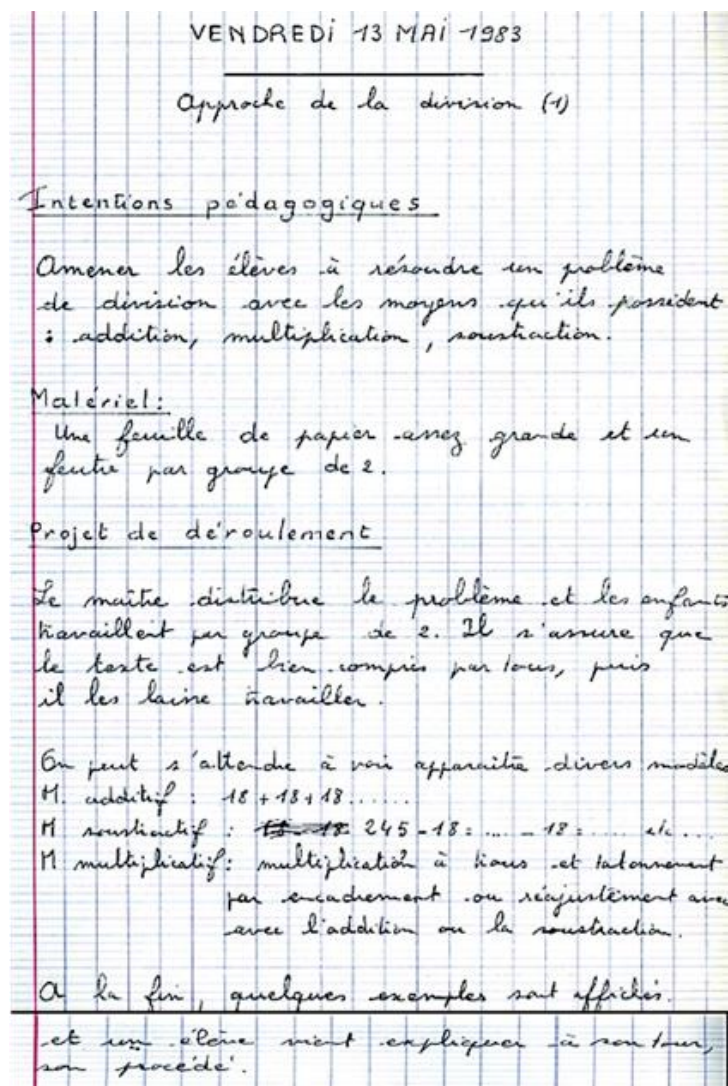 VENDREDI 13 MAI 1983
Approche de la division (1)
Intentions pédagogiques
Amener les élèves à résoudre un problème
de division avec les moyens qu'ils possèdent
: addition, multiplication, soustraction.
Matériel:
Une feuille de papier assez grande et un
feutre par groupe de 2.
Projet de déroulement
Le maître distribue le problème et les enfants
travaillent par groupe de 2. Il s'assure que
le texte est bien compris par tous, puis
il les laisse travailler.
On peut s'attendre à voir apparaître divers modèles
M. additif : 18 + 18 + 18......
M soustractif : 18 - 18 245 - 18 = .... - 18 = ..... etc...
M multiplicatif : multiplication à trous et tatonnement
par encadrement ou réajustement avec
avec l'addition ou la soustraction.
A la fin, quelques exemples sont affichés.
et un élève vient expliquer à son tour,
son procédé.